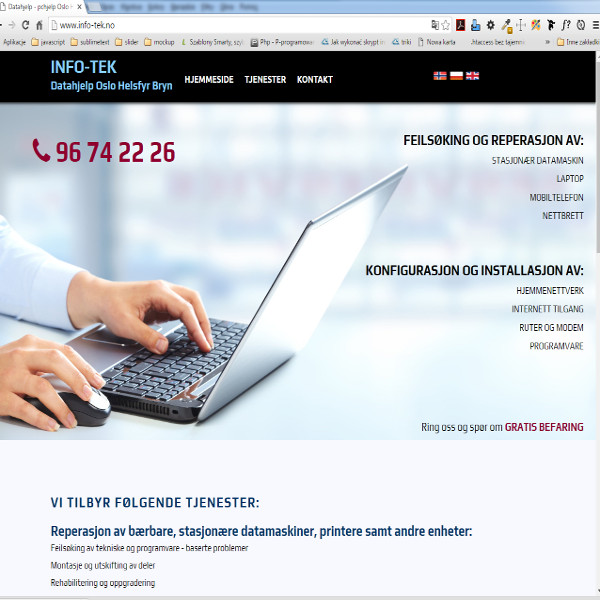 Datahjelp - pchjelp Oslo H
www.info-tek.no
Aplikacje javascript sublimetext slider mockup Szablony Smarty, szyb Php - P-programowa Jak wykonać skrypt triki Nowa karta .htaccess bez tajemn » Inne zakładki
INFO-TEK
Datahjelp Oslo Helsfyr Bryn
HJEMMESIDE TJENESTER KONTAKT
96 74 22 26
FEILSØKING OG REPERASJON AV:
STASJONÆR DATAMASKIN
LAPTOP
MOBILTELEFON
NETTBRETT
KONFIGURASJON OG INSTALLASJON AV:
HJEMMENETTVERK
INTERNETT TILGANG
RUTER OG MODEM
PROGRAMVARE
Ring oss og spør om GRATIS BEFARING
VI TILBYR FØLGENDE TJENESTER:
Reperasjon av bærbare, stasjonære datamaskiner, printere samt andre enheter:
Feilsøking av tekniske og programvare - baserte problemer
Montasje og utskifting av deler
Rehabilitering og oppgradering